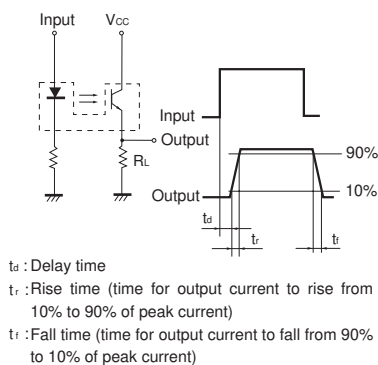 Input
Vcc
Output
RL
Input
Output
90%
10%
td
tr
tf
td : Delay time
tr : Rise time (time for output current to rise from
10% to 90% of peak current)
tf : Fall time (time for output current to fall from 90%
to 10% of peak current)